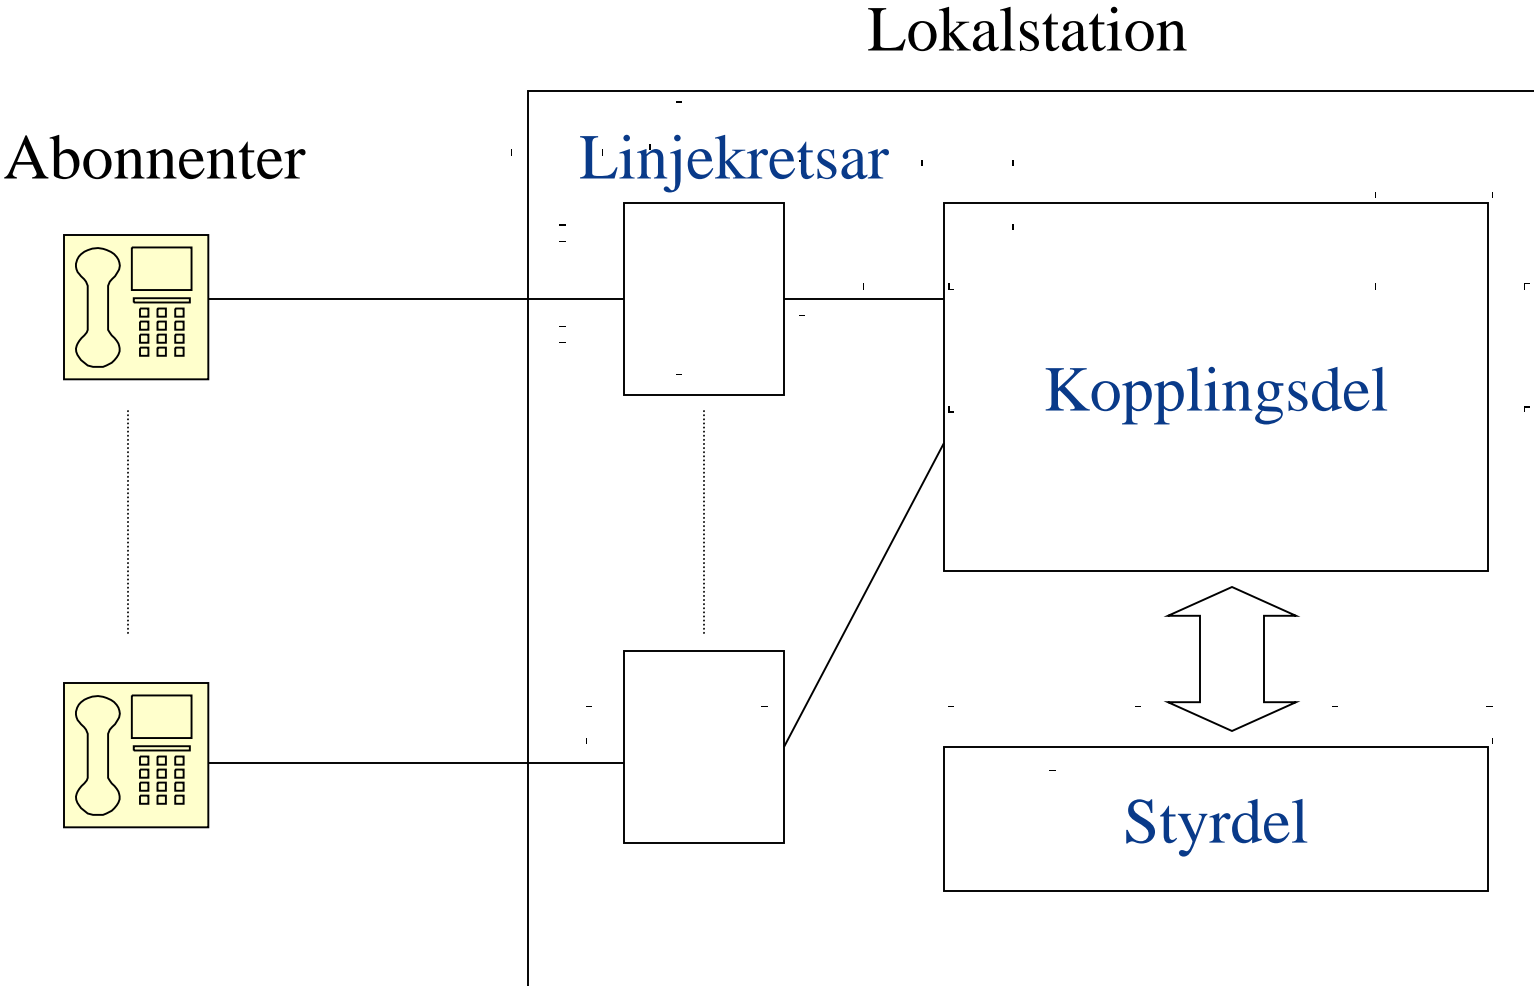 Lokalstation
Abonnenter
Linjekretsar
Kopplingsdel
Styrdel